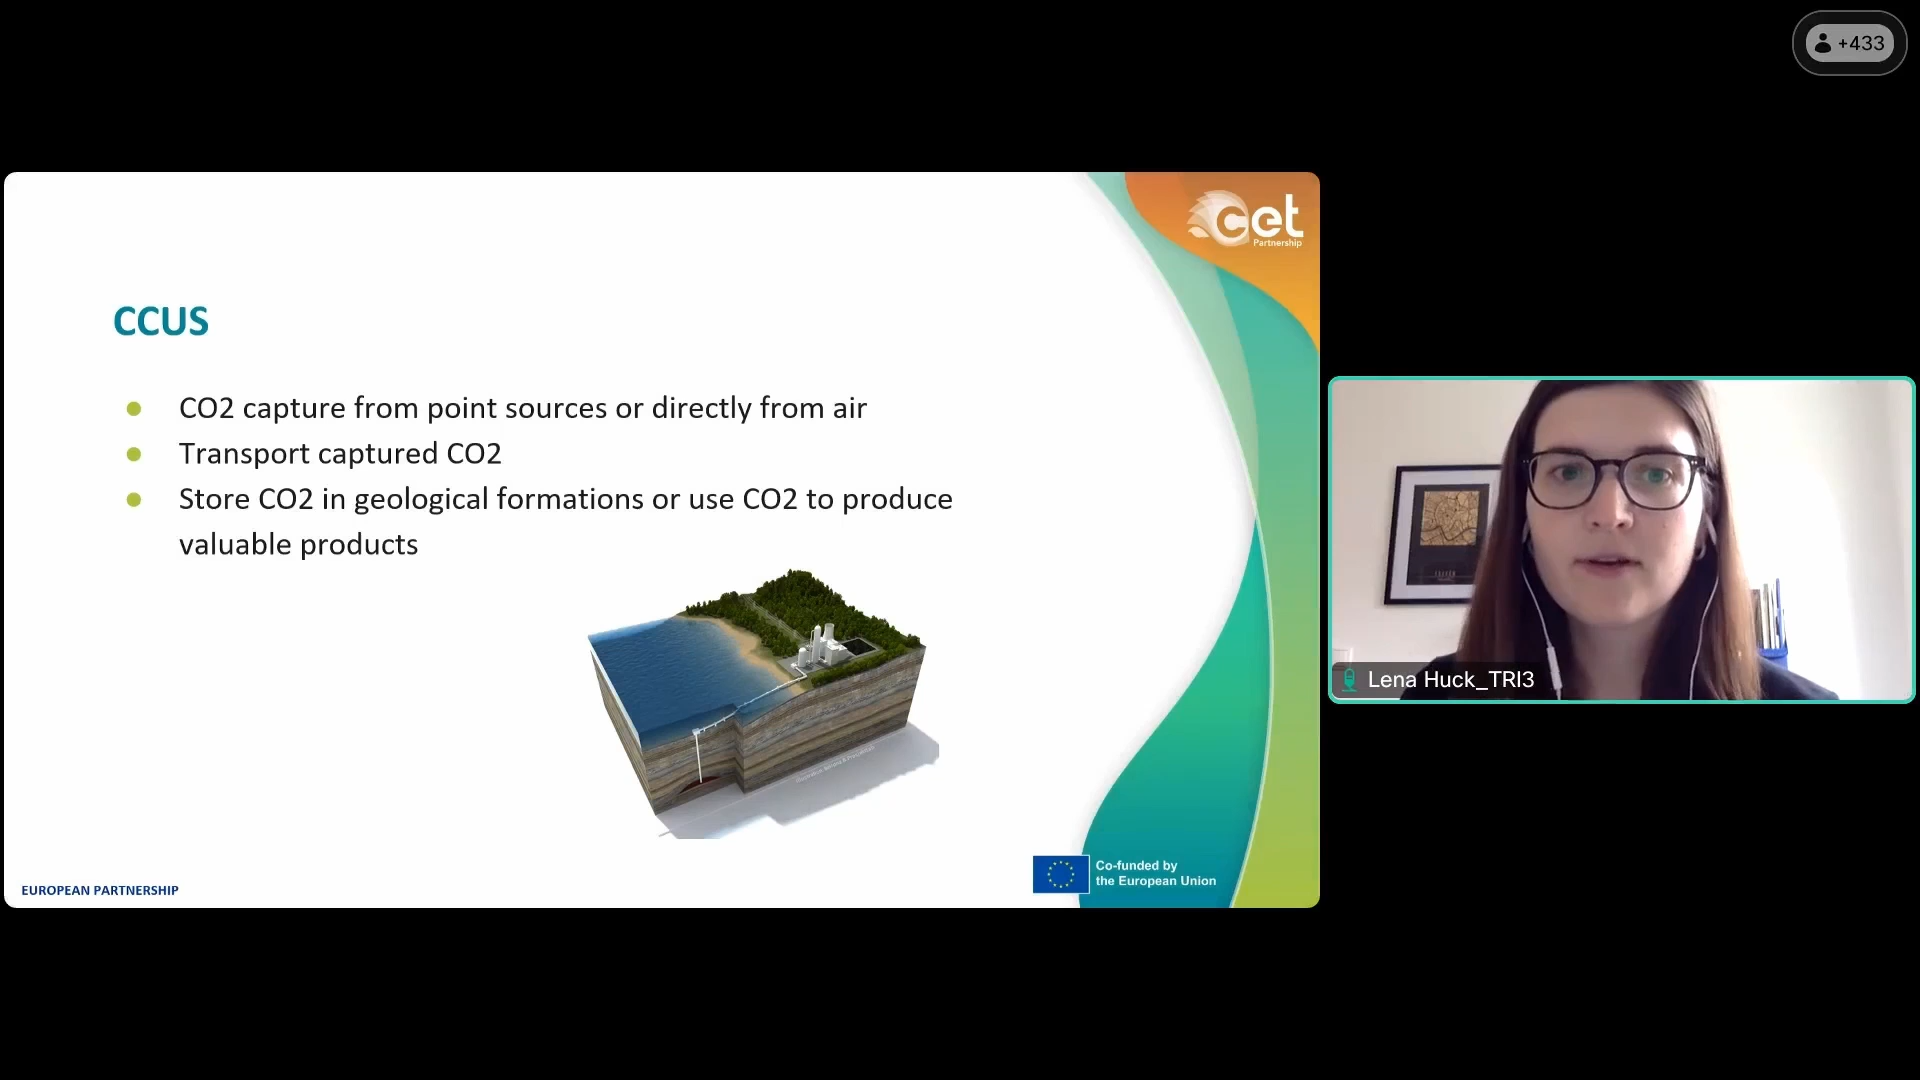 +433
cet
Partnership
CCUS
CO2 capture from point sources or directly from air
Transport captured CO2
Store CO2 in geological formations or use CO2 to produce
valuable products
EUROPEAN PARTNERSHIP
Co-funded by
the European Union
Lena Huck_TRI3